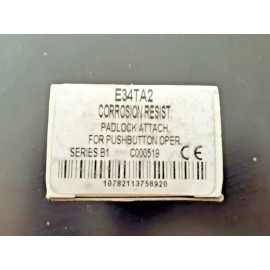 E34TA2
CORROSION RESIST.
PADLOCK ATTACH.
FOR PUSHBUTTON OPER.
SERIES B1 C000519 CE
10782113758920